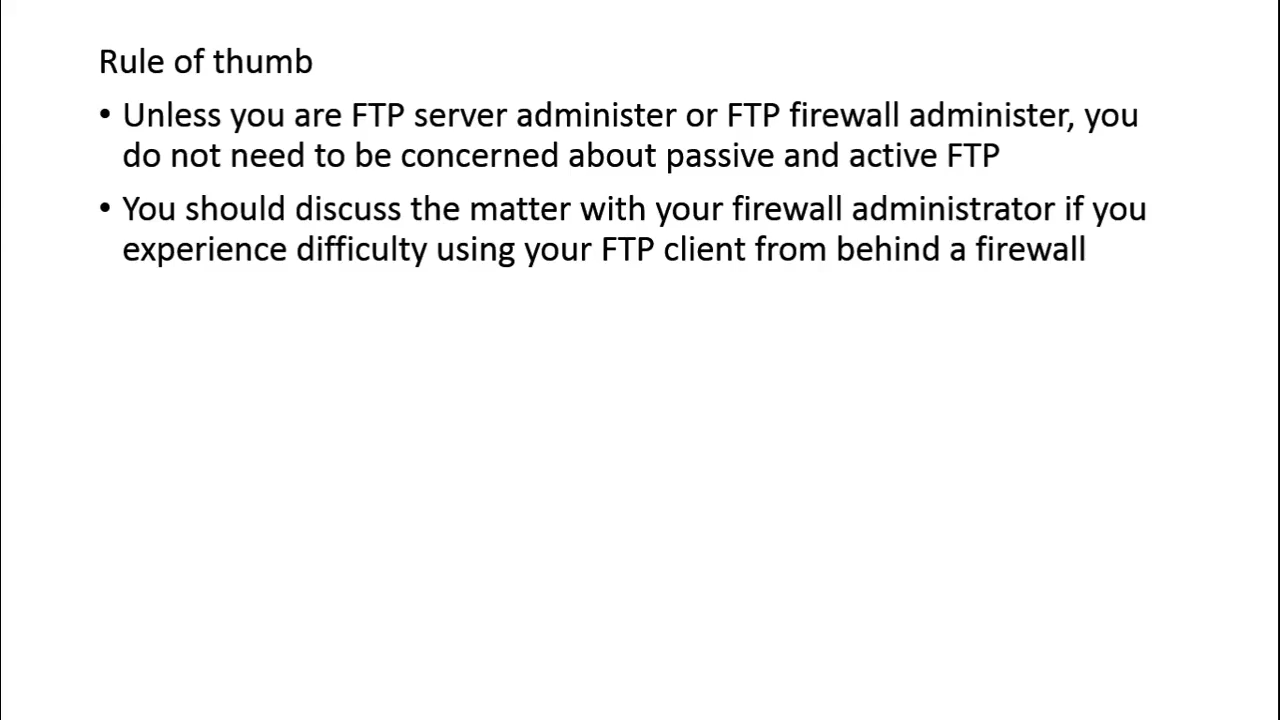 Rule of thumb
• Unless you are FTP server administer or FTP firewall administer, you
do not need to be concerned about passive and active FTP
• You should discuss the matter with your firewall administrator if you
experience difficulty using your FTP client from behind a firewall